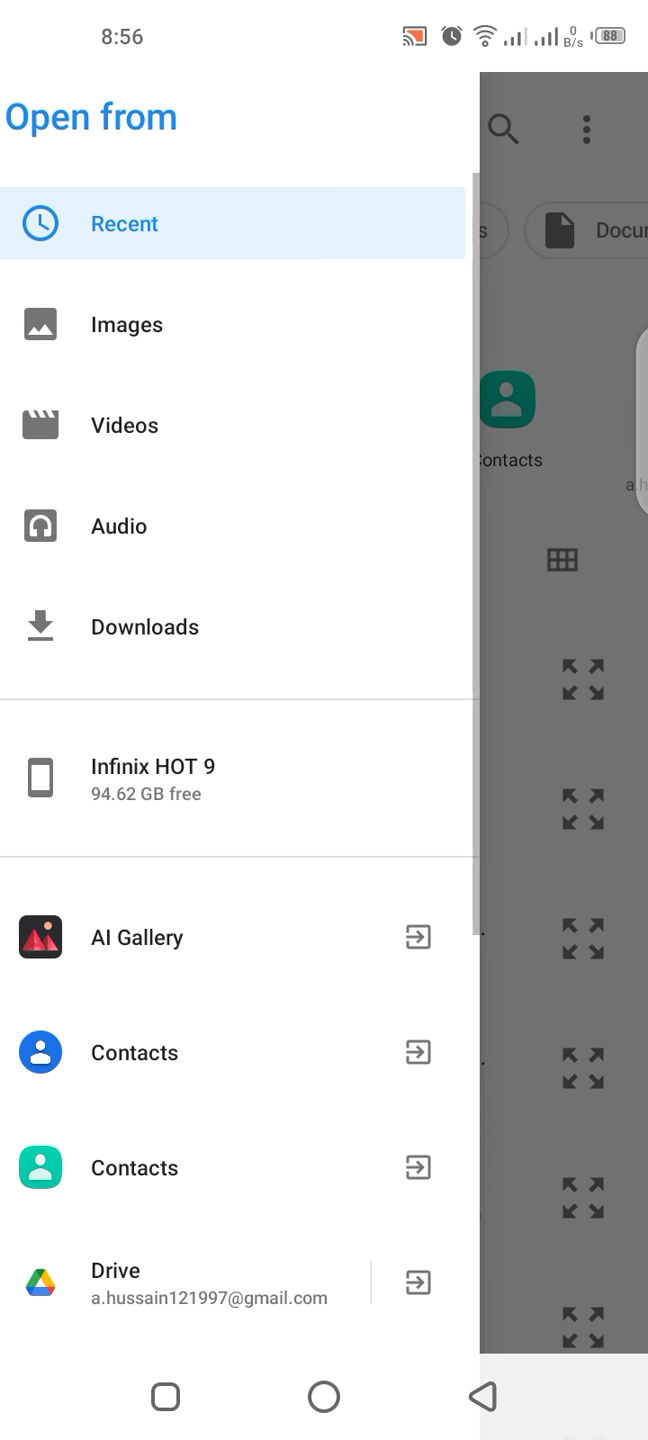 8:56
0
B/s
88
Open from
Recent
s
Docu
Images
Videos
Contacts
Audio
Downloads
Infinix HOT 9
94.62 GB free
AI Gallery
Contacts
Contacts
Drive
a.hussain121997@gmail.com